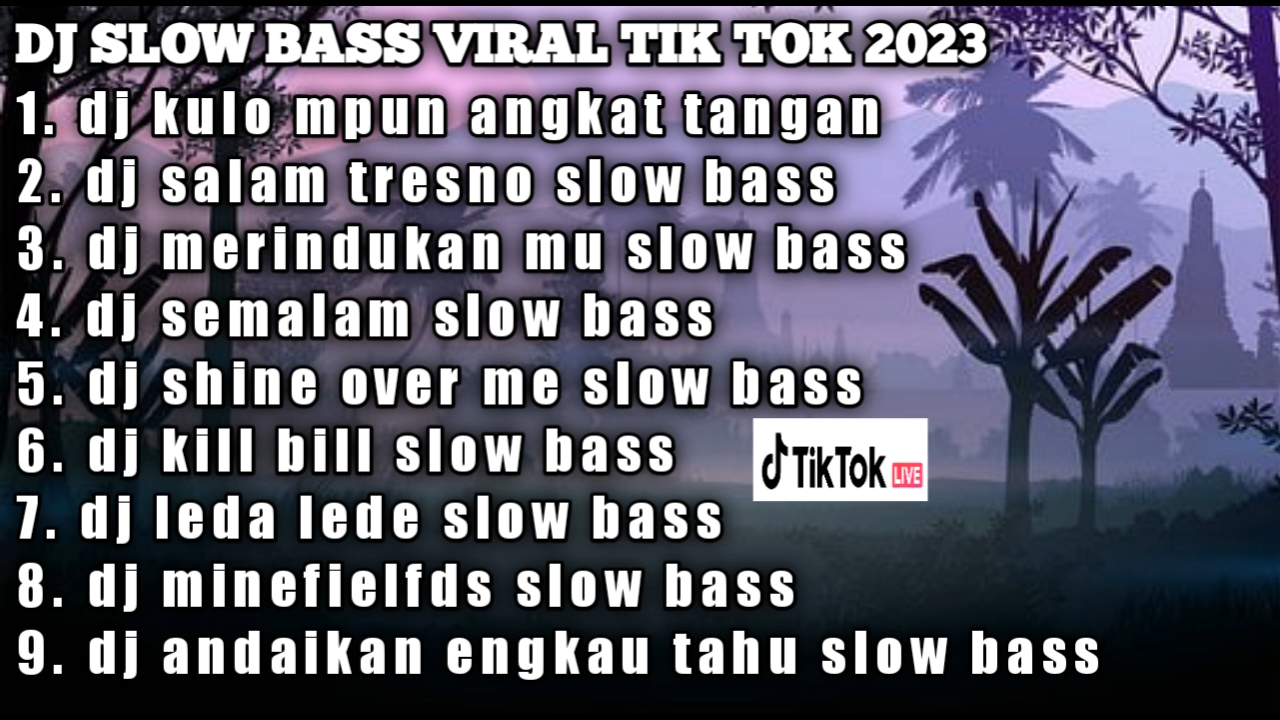 DJ SLOW BASS VIRAL TIK TOK 2023
1. dj kulo mpun angkat tangan
2. dj salam tresno slow bass
3. dj merindukan mu slow bass
4. dj semalam slow bass
5. dj shine over me slow bass
6. dj kill bill slow bass
TikTok LIVE
7. dj leda lede slow bass
8. dj minefielfds slow bass
9. dj andaikan engkau tahu slow bass